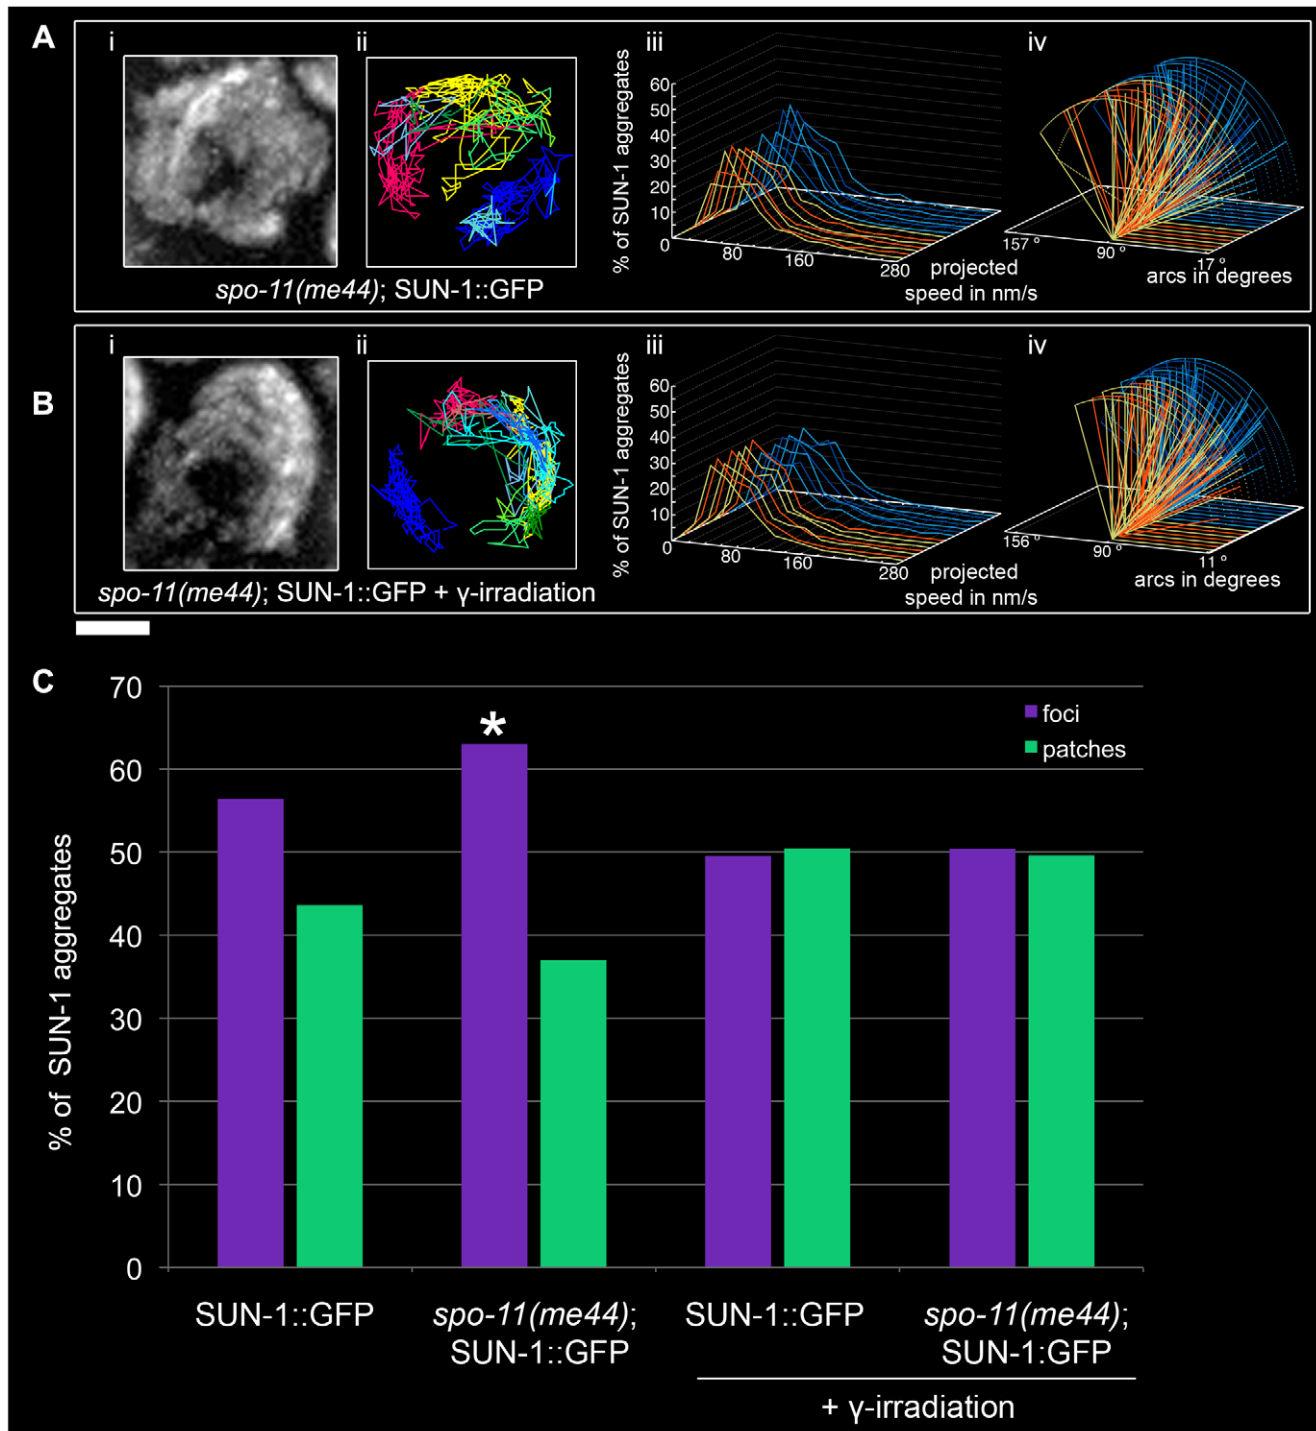 A
i
ii
iii
iv
% of SUN-1 aggregates
60
50
40
30
20
10
0
80
160
280
projected
speed in nm/s
157 °
90 °
17 °
arcs in degrees
spo-11(me44); SUN-1::GFP
B
i
ii
iii
iv
% of SUN-1 aggregates
60
50
40
30
20
10
0
80
160
280
projected
speed in nm/s
156 °
90 °
11 °
arcs in degrees
spo-11(me44); SUN-1::GFP + γ-irradiation
C
% of SUN-1 aggregates
70
60
50
40
30
20
10
0
*
foci
patches
SUN-1::GFP
spo-11(me44);
SUN-1::GFP
SUN-1::GFP
spo-11(me44);
SUN-1:GFP
+ γ-irradiation